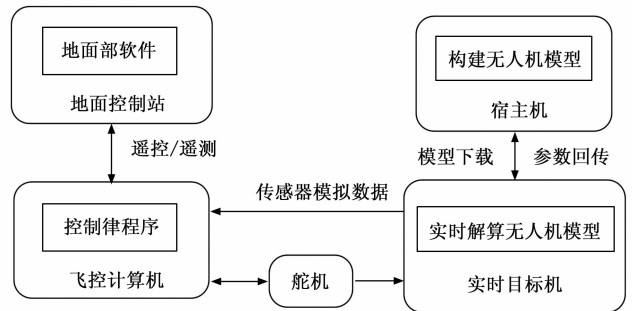 地面部软件
地面控制站
构建无人机模型
宿主机
遥控/遥测
模型下载
参数回传
传感器模拟数据
控制律程序
飞控计算机
舵机
实时解算无人机模型
实时目标机